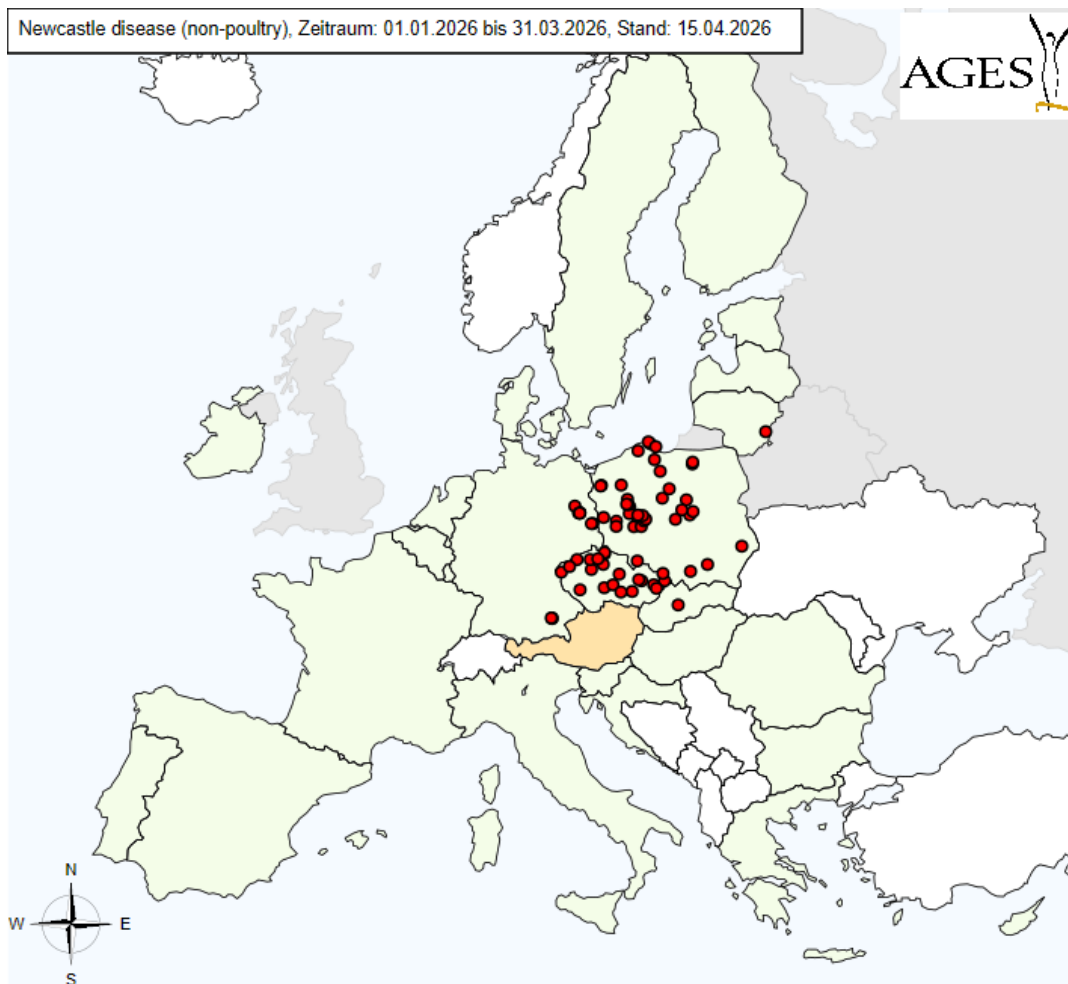 Newcastle disease (non-poultry), Zeitraum: 01.01.2026 bis 31.03.2026, Stand: 15.04.2026
AGES
N
W E
S